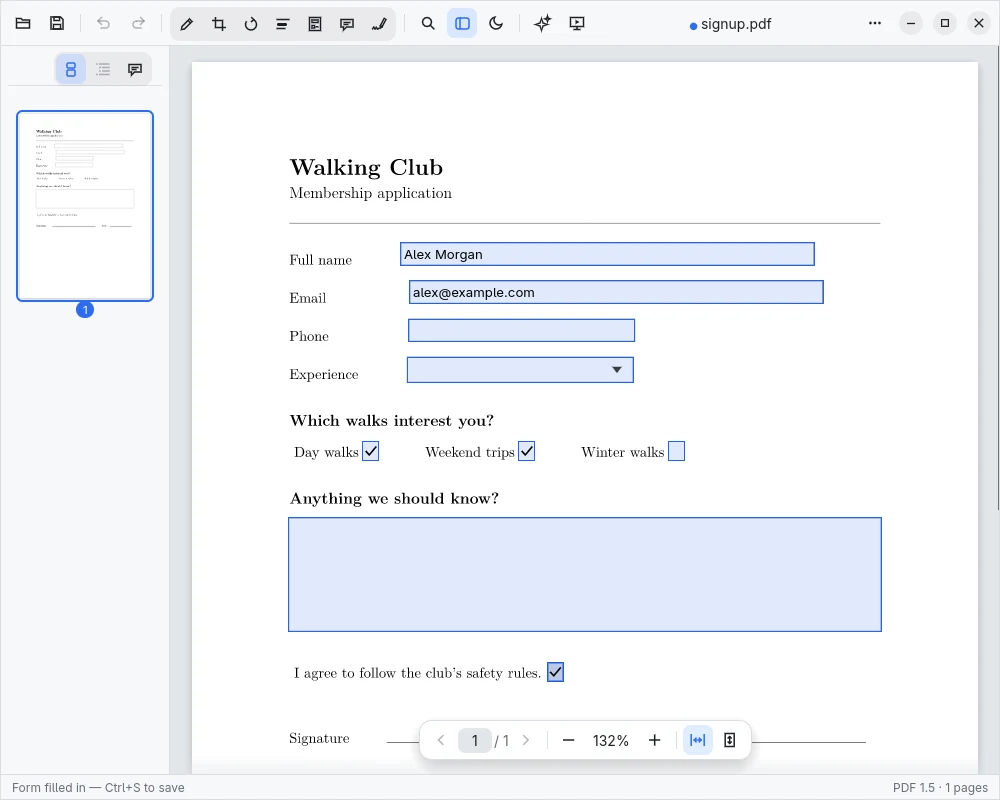 signup.pdf
Walking Club
Membership application
Full name Alex Morgan
Email alex@example.com
Phone
Experience
Which walks interest you?
Day walks Weekend trips Winter walks
Anything we should know?
I agree to follow the club's safety rules.
Signature
1
1 / 1 132%
Form filled in — Ctrl+S to save PDF 1.5 · 1 pages